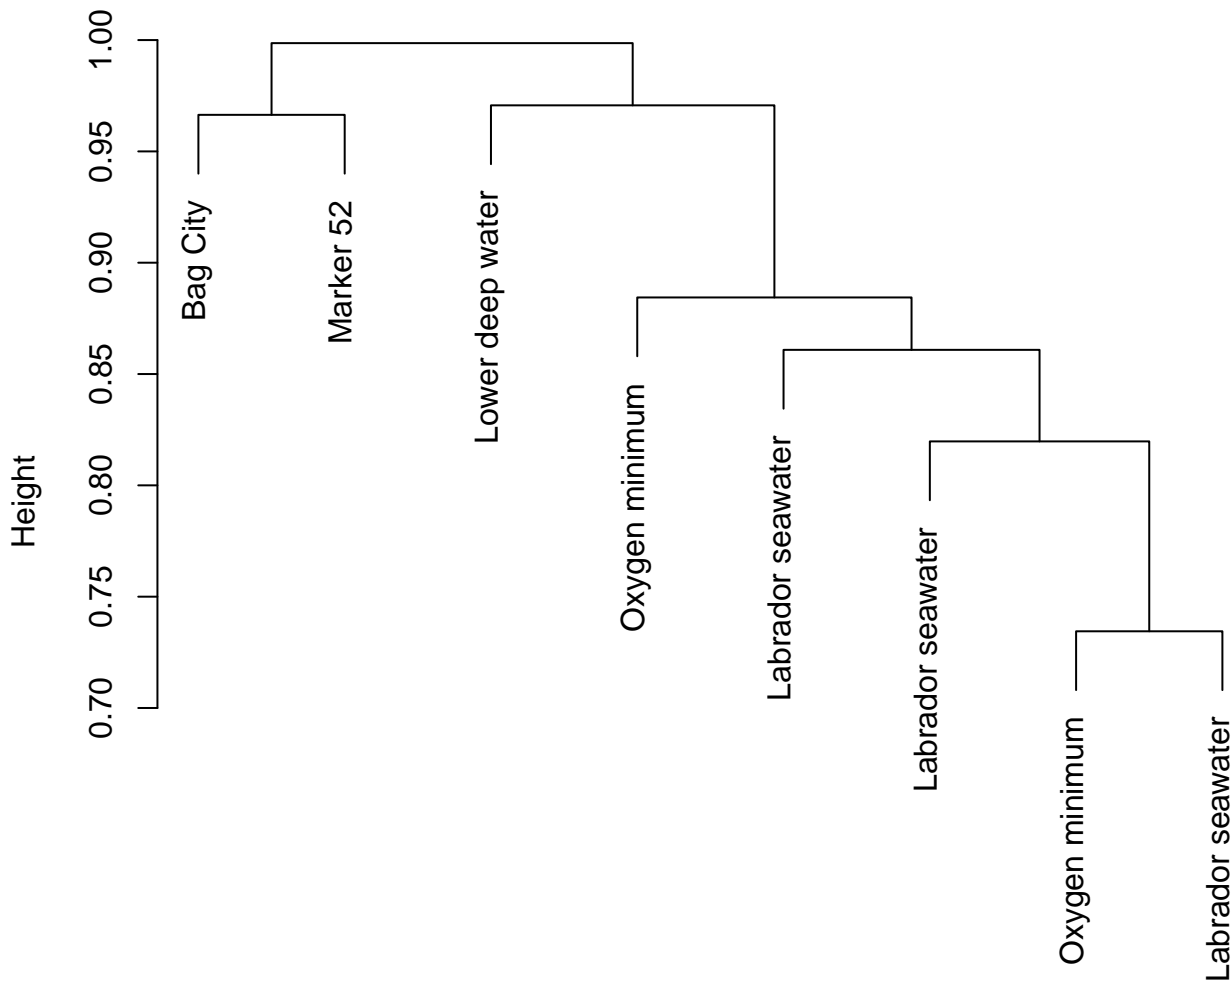 Height
1.00
0.95
0.90
0.85
0.80
0.75
0.70
Bag City
Marker 52
Lower deep water
Oxygen minimum
Labrador seawater
Labrador seawater
Oxygen minimum
Labrador seawater